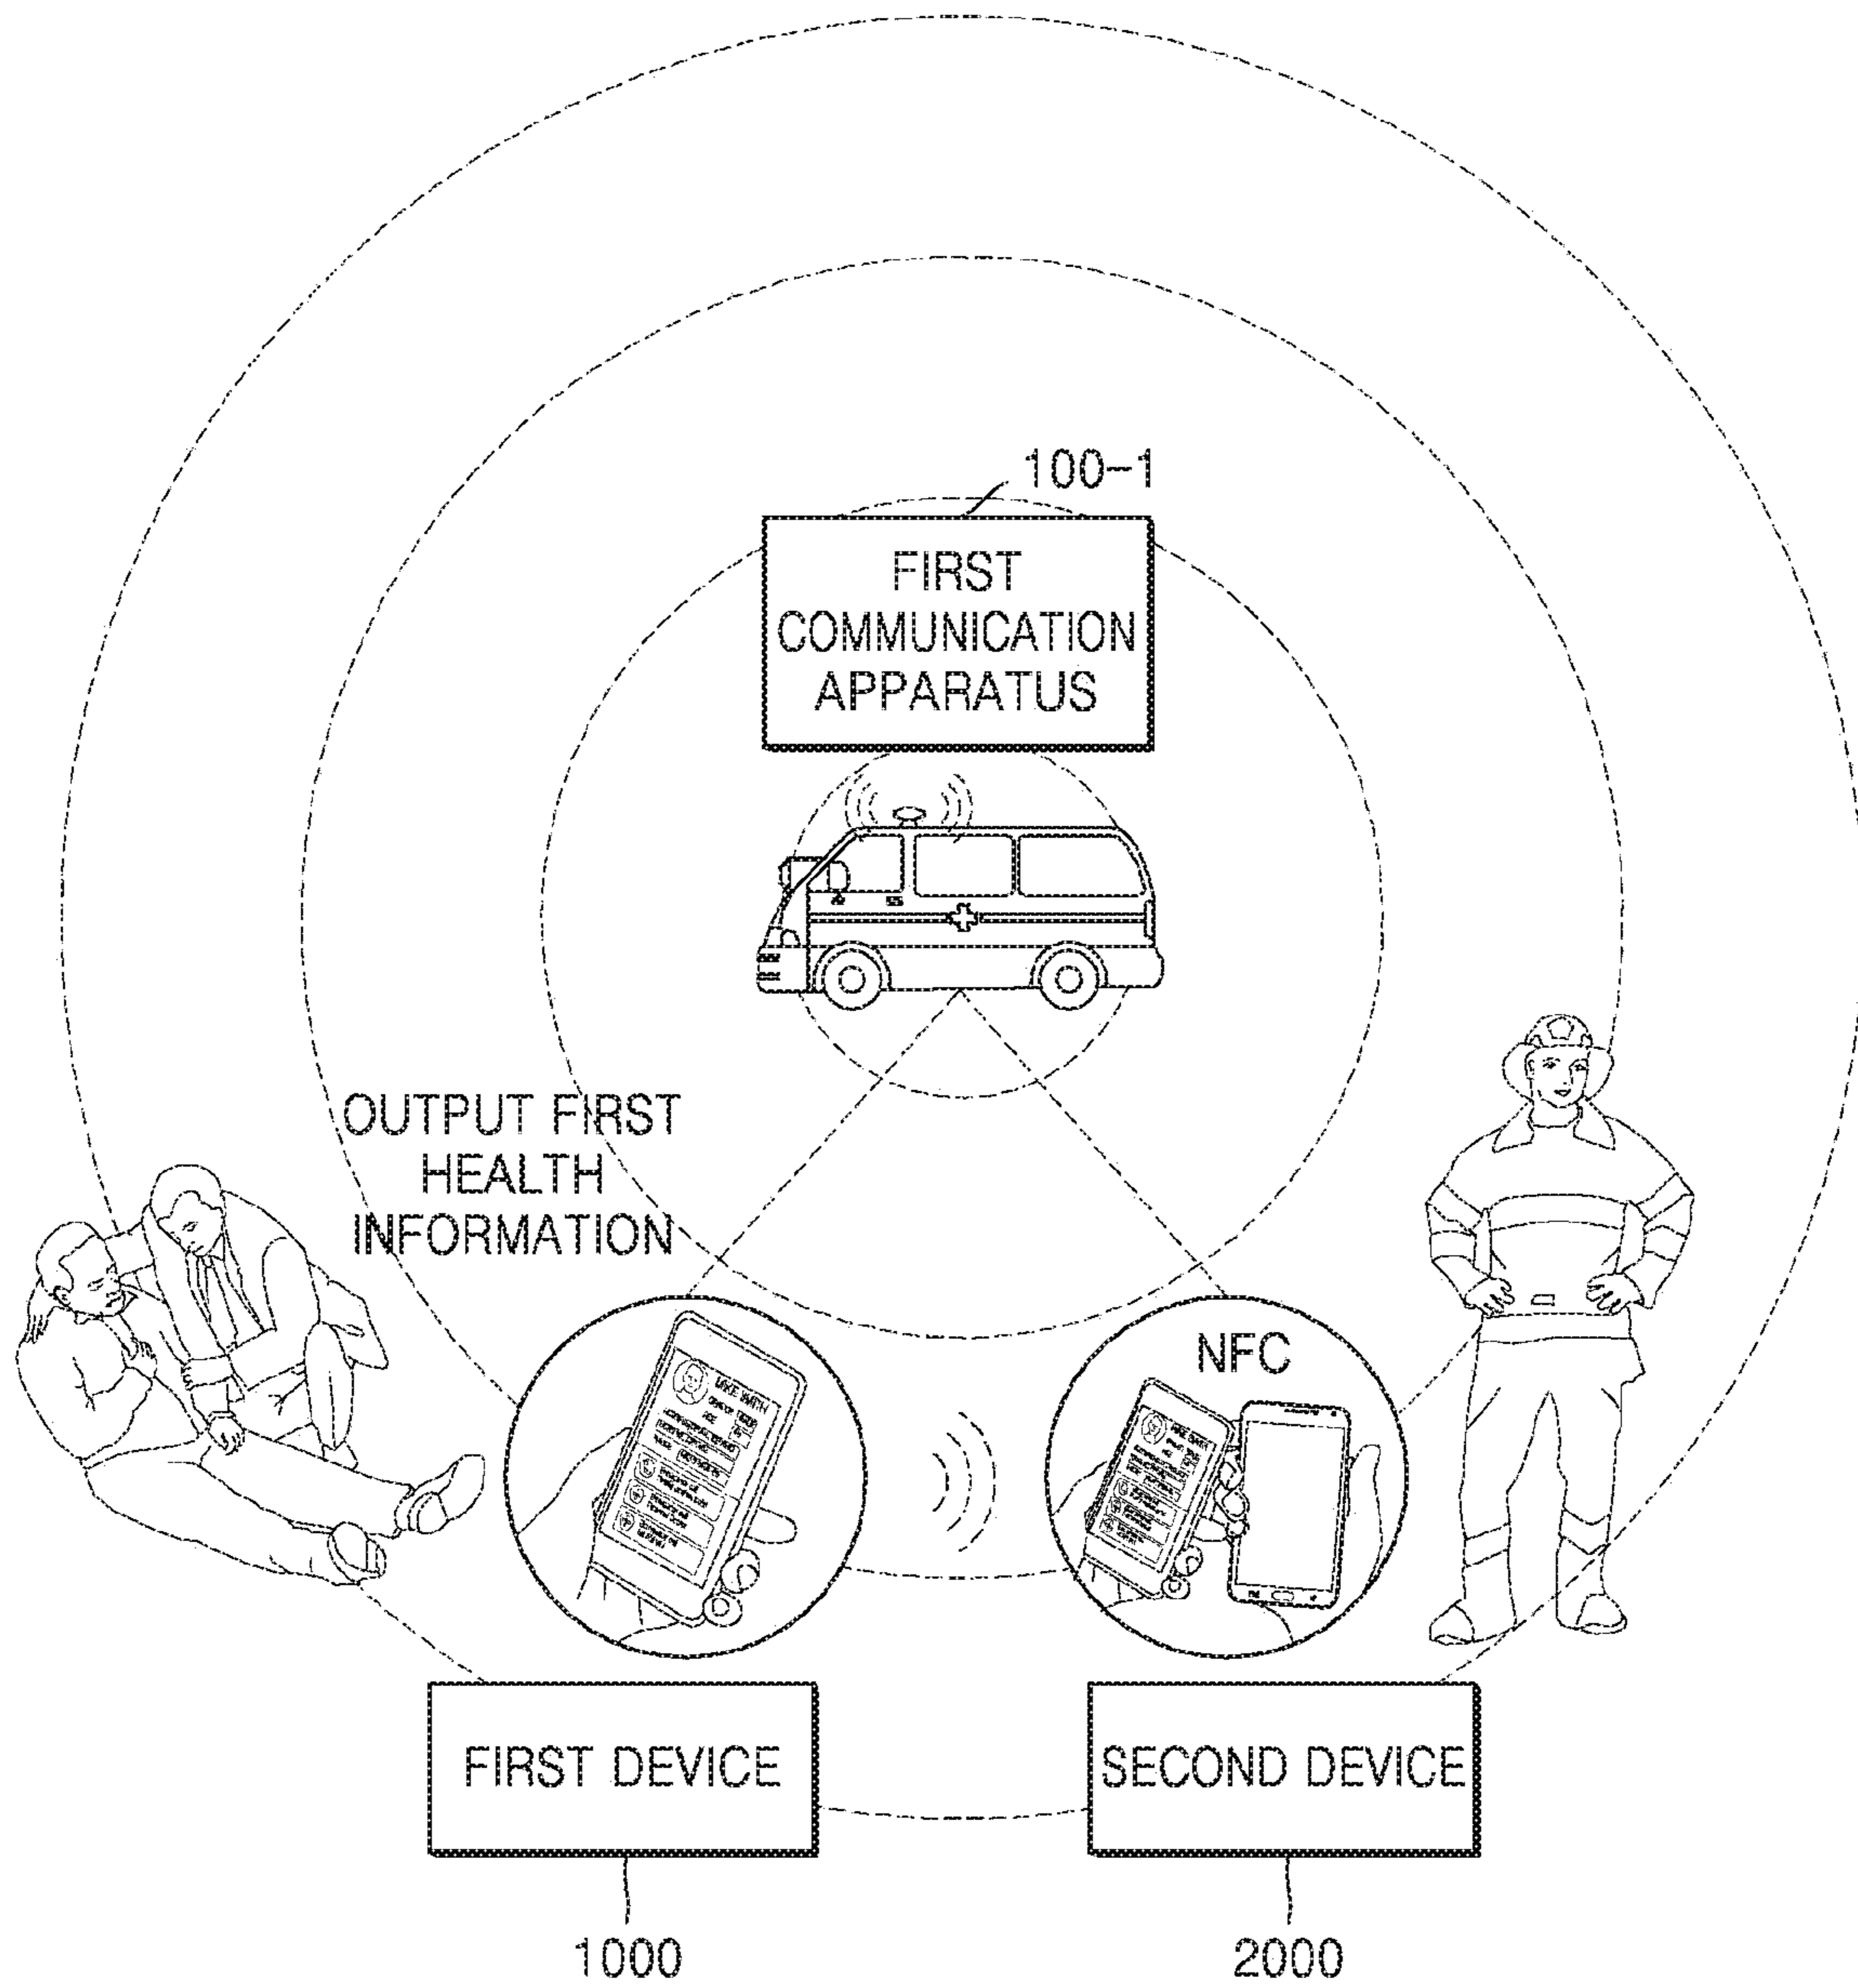 100-1
FIRST
COMMUNICATION
APPARATUS
OUTPUT FIRST
HEALTH
INFORMATION
NFC
FIRST DEVICE
SECOND DEVICE
1000
2000